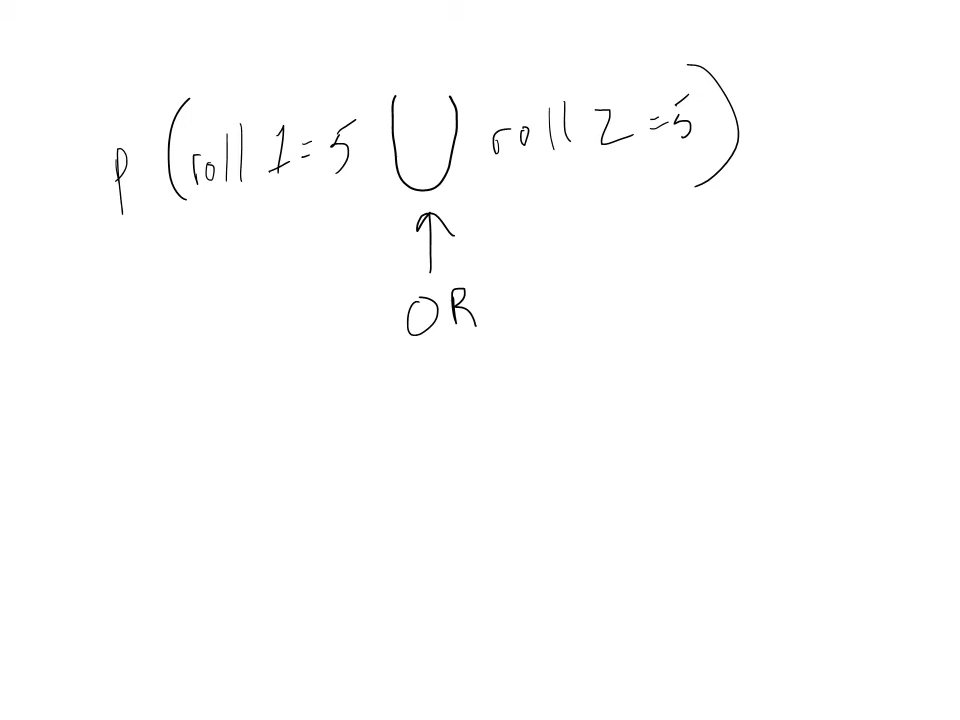 P (roll 1 = 5 ∪ roll 2 = 5)
↑
OR